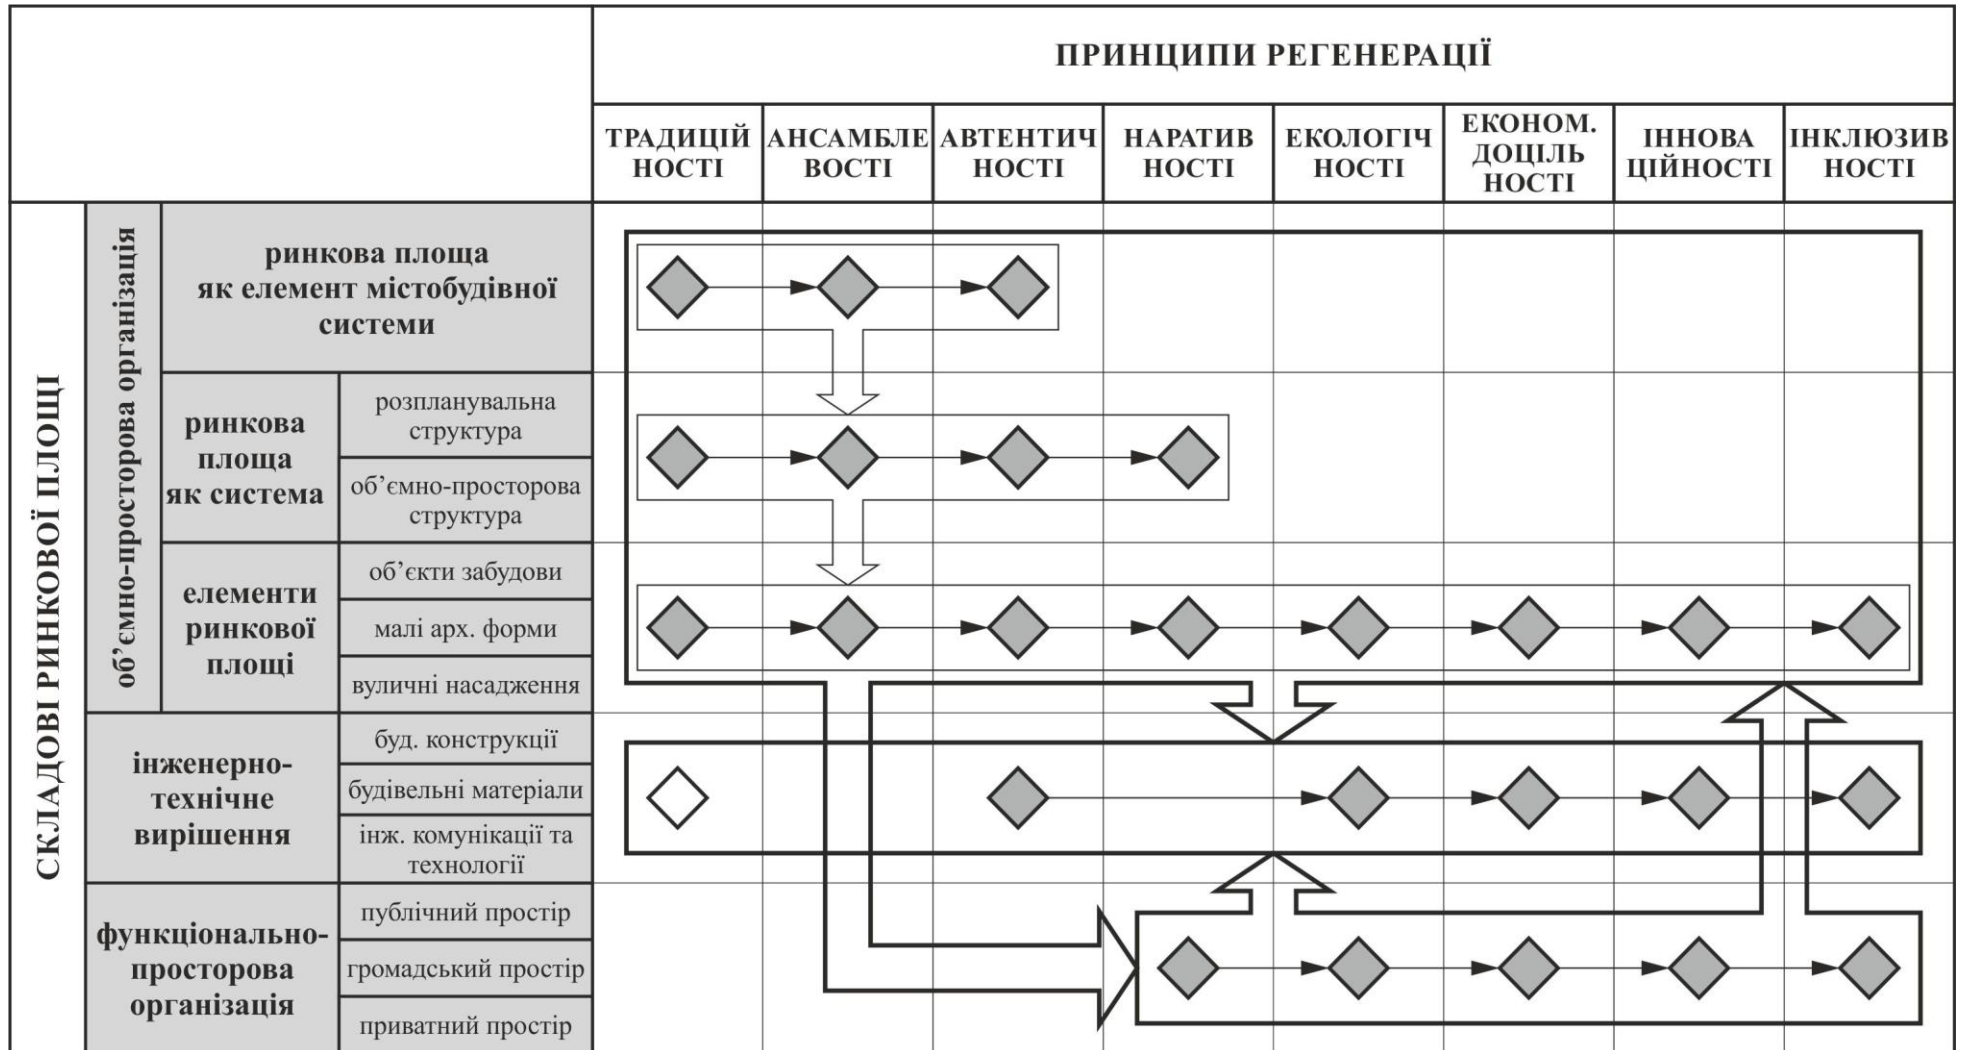 ПРИНЦИПИ РЕГЕНЕРАЦІЇ
ТРАДИЦІЙ
НОСТІ
АНСАМБЛЕ
ВОСТІ
АВТЕНТИЧ
НОСТІ
НАРАТИВ
НОСТІ
ЕКОЛОГІЧ
НОСТІ
ЕКОНОМ.
ДОЦІЛЬ
НОСТІ
ІННОВА
ЦІЙНОСТІ
ІНКЛЮЗИВ
НОСТІ
СКЛАДОВІ РИНКОВОЇ ПЛОЩІ
об’ємно-просторова організація
ринкова площа
як елемент містобудівної
системи
ринкова
площа
як система
розпланувальна
структура
об’ємно-просторова
структура
елементи
ринкової
площі
об’єкти забудови
малі арх. форми
вуличні насадження
інженерно-
технічне
вирішення
буд. конструкції
будівельні матеріали
інж. комунікації та
технології
функціонально-
просторова
організація
публічний простір
громадський простір
приватний простір